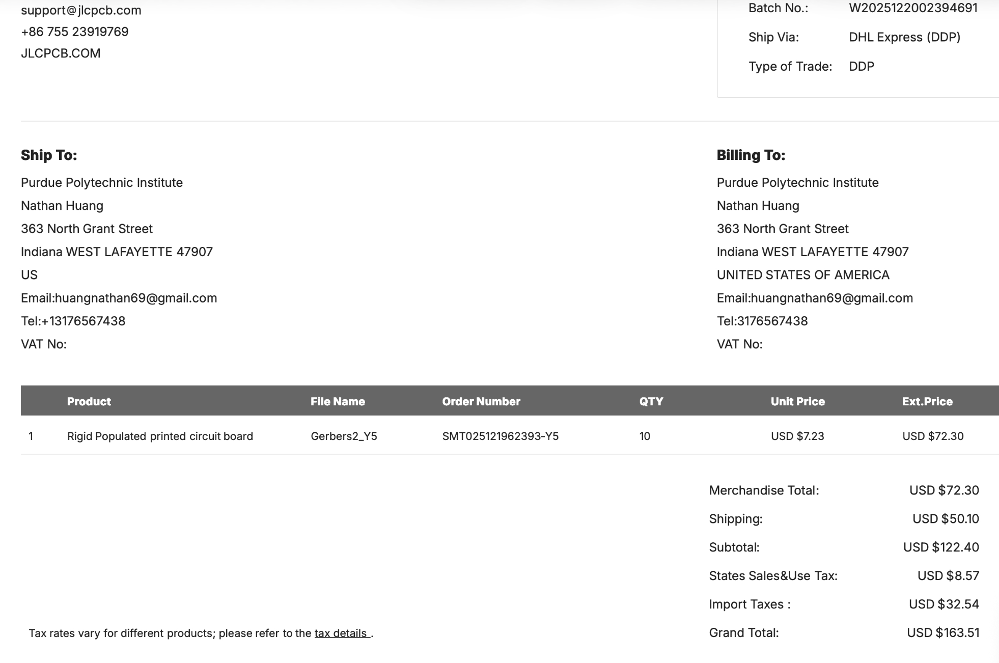 support@jlcpcb.com
+86 755 23919769
JLCPCB.COM
Batch No.: W2025122002394691
Ship Via: DHL Express (DDP)
Type of Trade: DDP
Ship To:
Purdue Polytechnic Institute
Nathan Huang
363 North Grant Street
Indiana WEST LAFAYETTE 47907
US
Email:huangnathan69@gmail.com
Tel:+13176567438
VAT No:
Billing To:
Purdue Polytechnic Institute
Nathan Huang
363 North Grant Street
Indiana WEST LAFAYETTE 47907
UNITED STATES OF AMERICA
Email:huangnathan69@gmail.com
Tel:3176567438
VAT No:
Product File Name Order Number QTY Unit Price Ext.Price
1 Rigid Populated printed circuit board Gerbers2_Y5 SMT025121962393-Y5 10 USD $7.23 USD $72.30
Merchandise Total: USD $72.30
Shipping: USD $50.10
Subtotal: USD $122.40
States Sales&Use Tax: USD $8.57
Import Taxes : USD $32.54
Grand Total: USD $163.51
Tax rates vary for different products; please refer to the tax details .